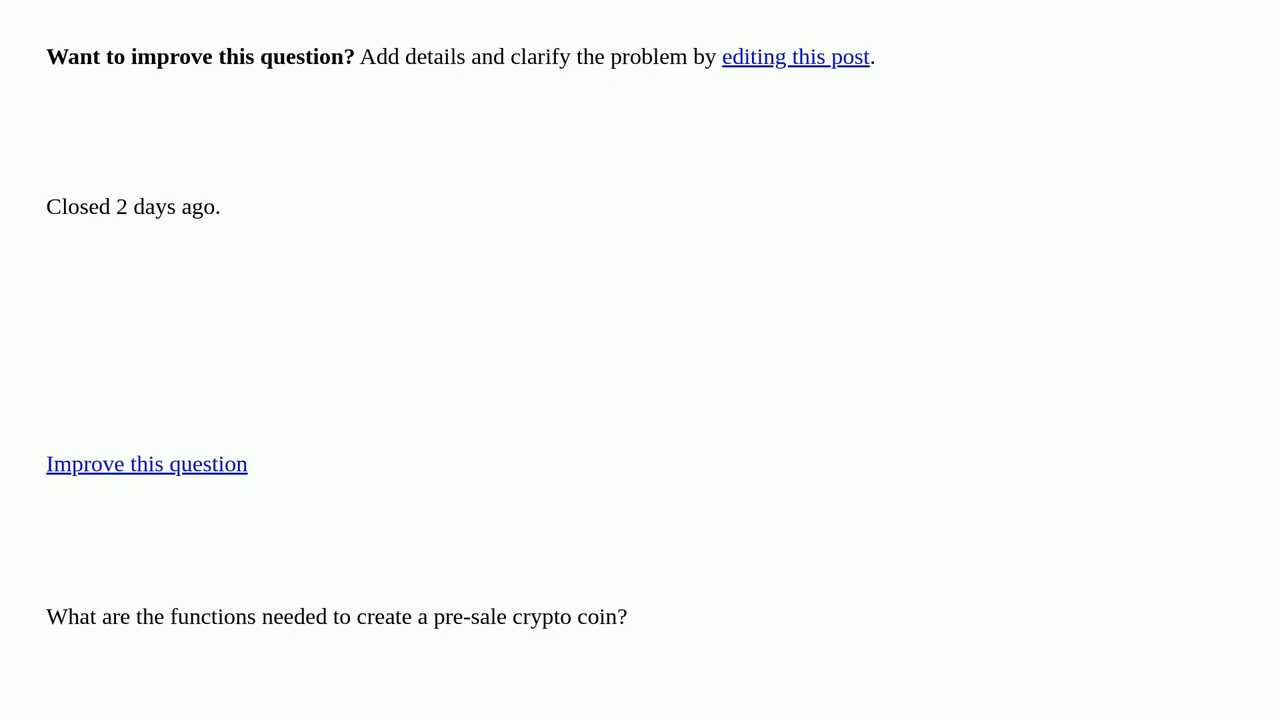 Want to improve this question? Add details and clarify the problem by editing this post.
Closed 2 days ago.
Improve this question
What are the functions needed to create a pre-sale crypto coin?